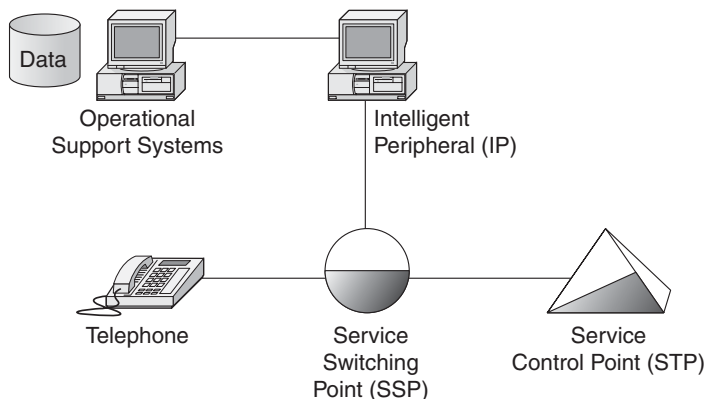 Data
Operational
Support Systems
Intelligent
Peripheral (IP)
Telephone
Service
Switching
Point (SSP)
Service
Control Point (STP)